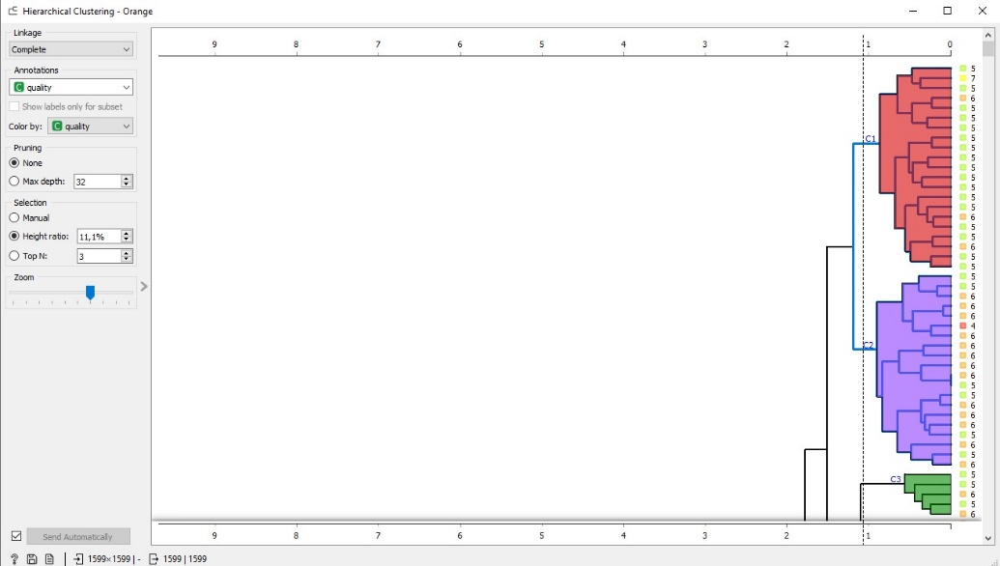 Hierarchical Clustering - Orange
Linkage
Complete
Annotations
C quality
Show labels only for subset
Color by: C quality
Pruning
None
Max depth: 32
Selection
Manual
Height ratio: 11,1%
Top N: 3
Zoom
Send Automatically
? 1599×1599 | - 1599 | 1599
9 8 7 6 5 4 3 2 1 0
C1
C2
C3
5
7
5
6
5
5
5
5
5
5
5
5
5
5
5
6
5
5
6
5
5
5
5
6
6
6
4
6
6
6
6
6
5
5
6
6
6
5
6
5
6
5
5
6
5
6
9 8 7 6 5 4 3 2 1 0